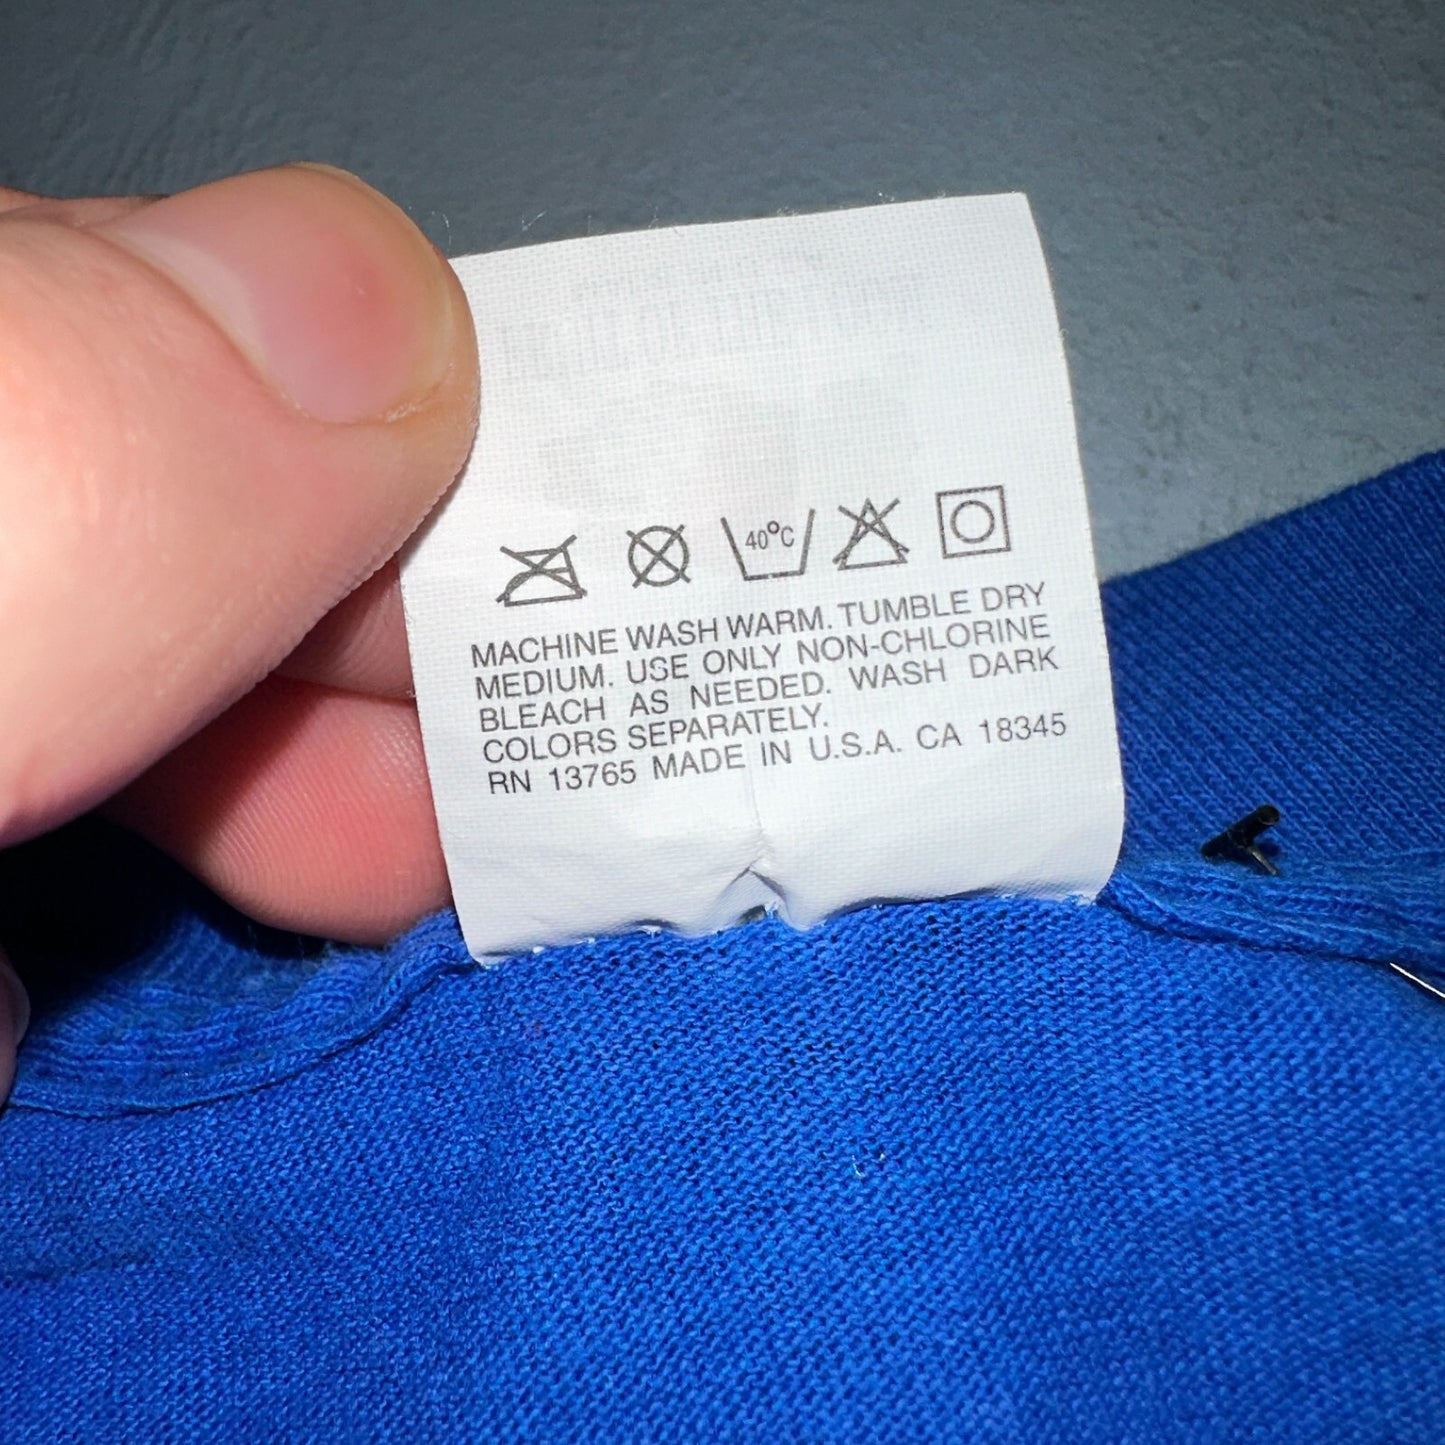 40°C
MACHINE WASH WARM. TUMBLE DRY
MEDIUM. USE ONLY NON-CHLORINE
BLEACH AS NEEDED. WASH DARK
COLORS SEPARATELY.
RN 13765 MADE IN U.S.A. CA 18345